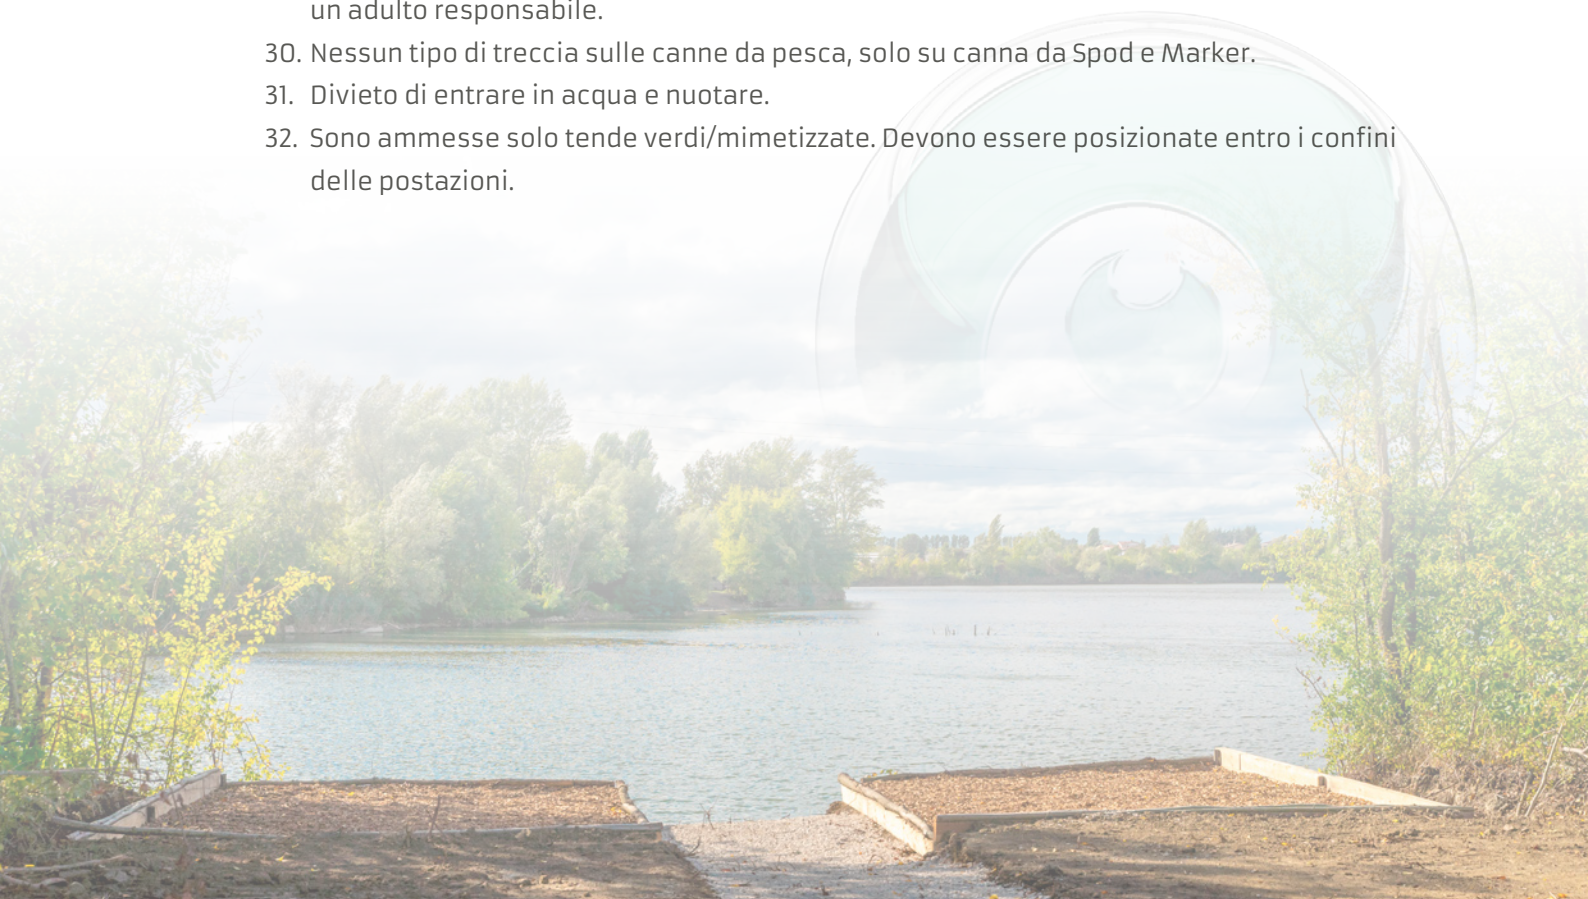 un adulto responsabile.
30. Nessun tipo di treccia sulle canne da pesca, solo su canna da Spod e Marker.
31. Divieto di entrare in acqua e nuotare.
32. Sono ammesse solo tende verdi/mimetizzate. Devono essere posizionate entro i confini
delle postazioni.